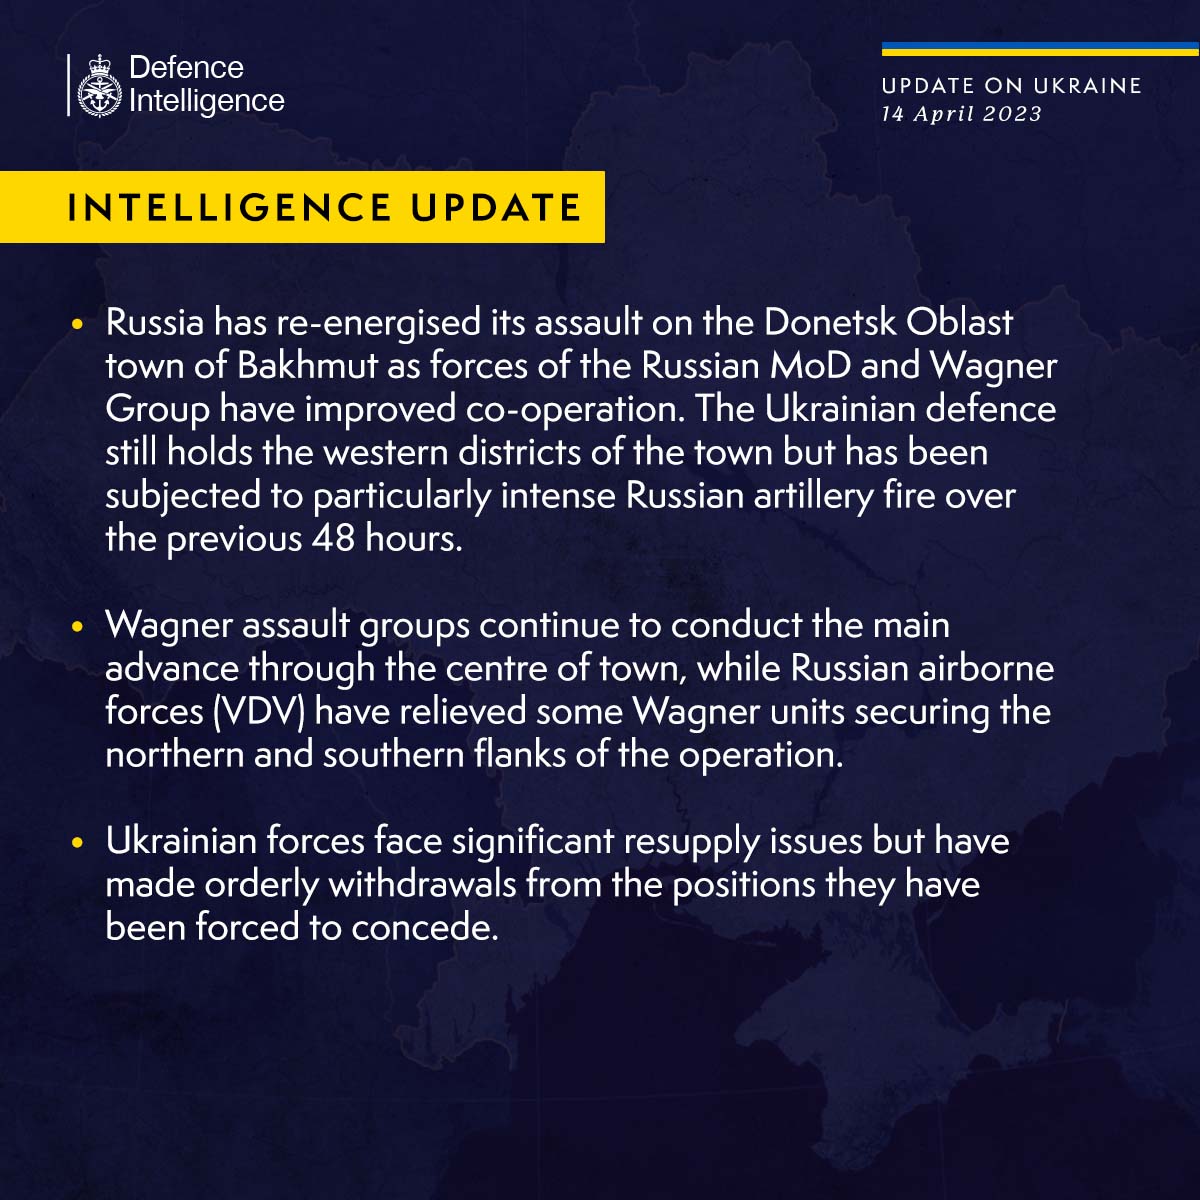 Defence
Intelligence
UPDATE ON UKRAINE
14 April 2023
INTELLIGENCE UPDATE
• Russia has re-energised its assault on the Donetsk Oblast
town of Bakhmut as forces of the Russian MoD and Wagner
Group have improved co-operation. The Ukrainian defence
still holds the western districts of the town but has been
subjected to particularly intense Russian artillery fire over
the previous 48 hours.
• Wagner assault groups continue to conduct the main
advance through the centre of town, while Russian airborne
forces (VDV) have relieved some Wagner units securing the
northern and southern flanks of the operation.
• Ukrainian forces face significant resupply issues but have
made orderly withdrawals from the positions they have
been forced to concede.